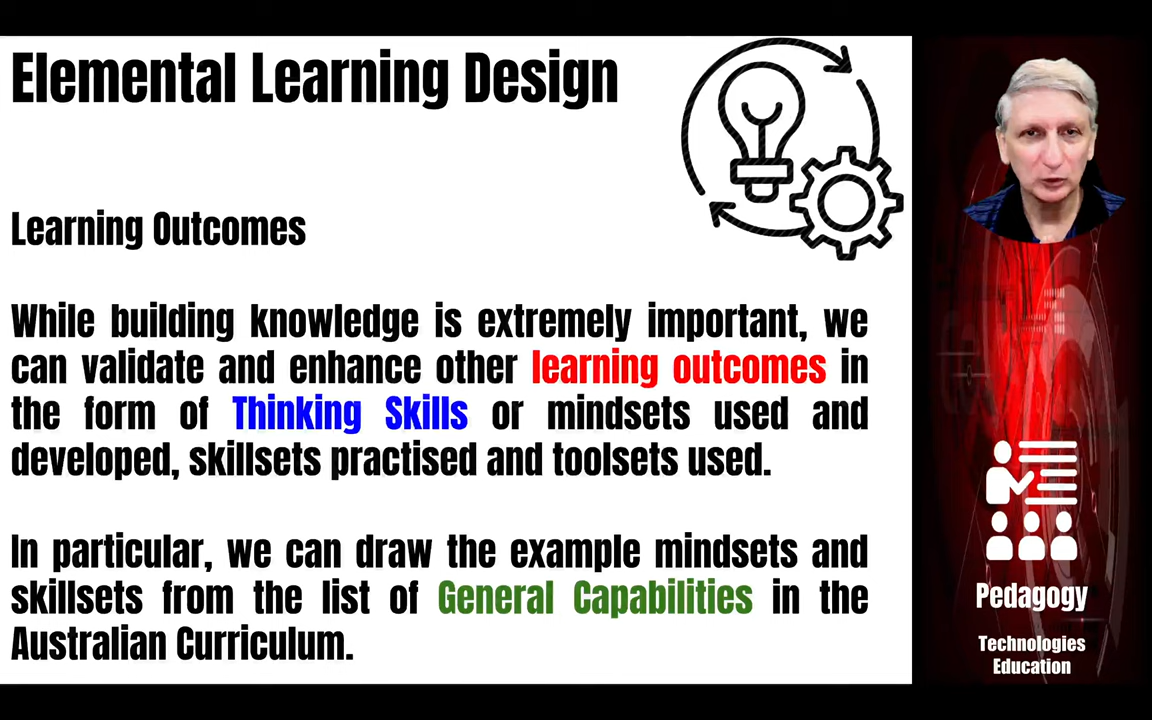 Elemental Learning Design
Learning Outcomes
While building knowledge is extremely important, we
can validate and enhance other learning outcomes in
the form of Thinking Skills or mindsets used and
developed, skillsets practised and toolsets used.
In particular, we can draw the example mindsets and
skillsets from the list of General Capabilities in the
Australian Curriculum.
Pedagogy
Technologies
Education